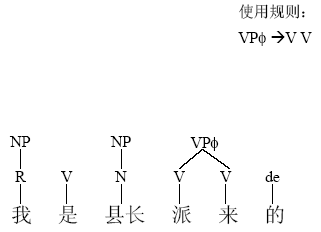 使用规则：
VPϕ →V V
NP NP VPϕ
R V N V V de
我 是 县长 派 来 的